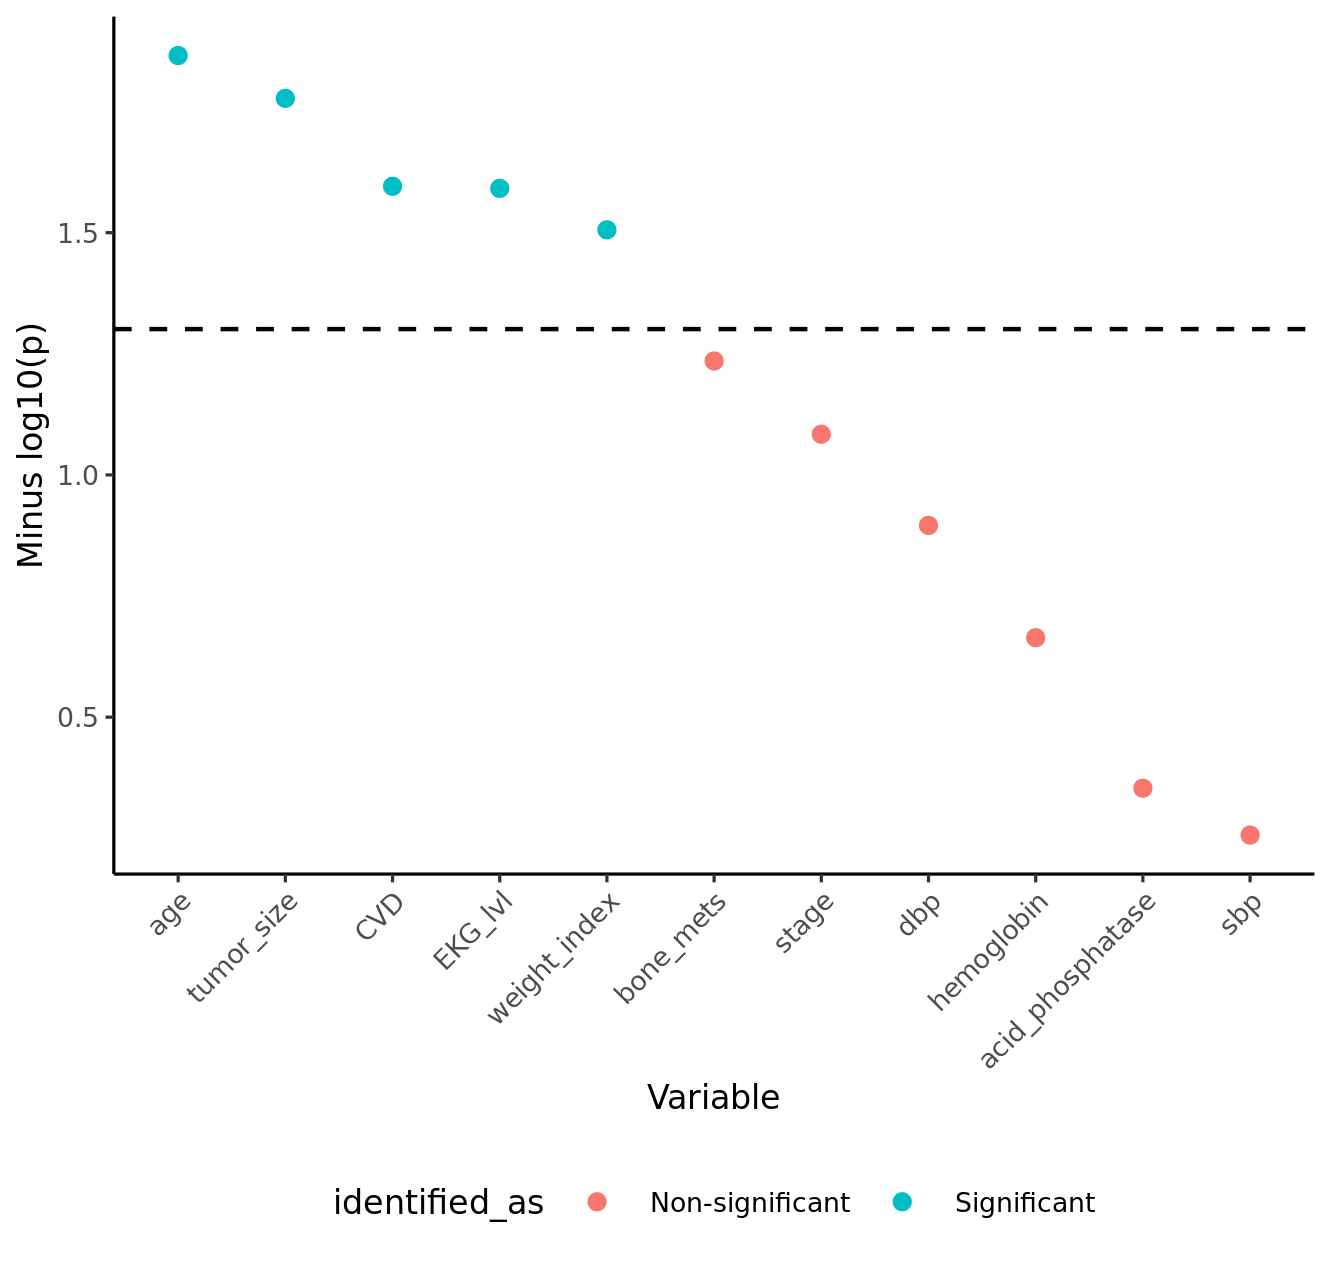 Minus log10(p)
1.5
1.0
0.5
age
tumor_size
CVD
EKG_lvl
weight_index
bone_mets
stage
dbp
hemoglobin
acid_phosphatase
sbp
Variable
identified_as Non-significant Significant